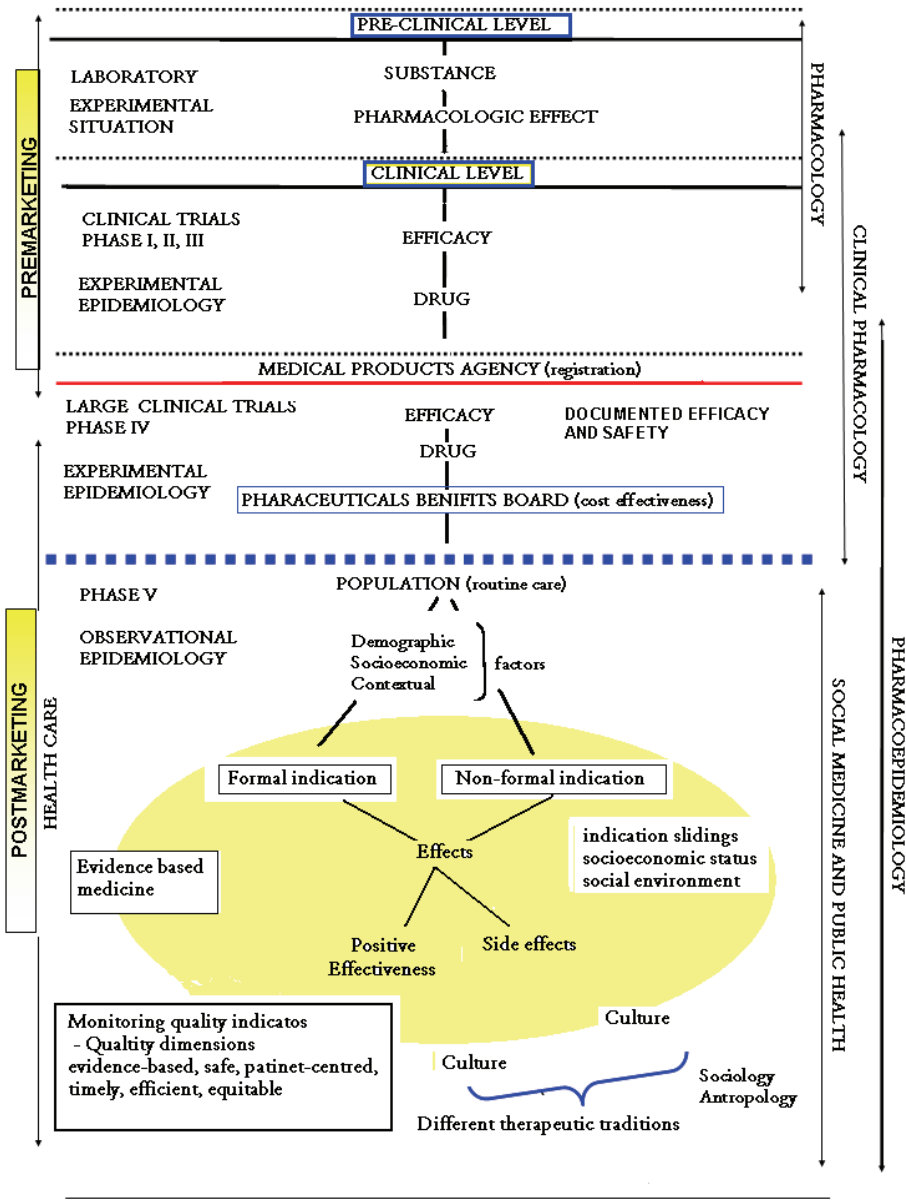 PRE-CLINICAL LEVEL
LABORATORY
SUBSTANCE
EXPERIMENTAL
SITUATION
PHARMACOLOGIC EFFECT
CLINICAL LEVEL
CLINICAL TRIALS
PHASE I, II, III
EFFICACY
EXPERIMENTAL
EPIDEMIOLOGY
DRUG
MEDICAL PRODUCTS AGENCY (registration)
LARGE CLINICAL TRIALS
PHASE IV
EFFICACY
DOCUMENTED EFFICACY
AND SAFETY
DRUG
EXPERIMENTAL
EPIDEMIOLOGY
PHARACEUTICALS BENIFITS BOARD (cost effectiveness)
POPULATION (routine care)
PHASE V
OBSERVATIONAL
EPIDEMIOLOGY
Demographic
Socioeconomic
Contextual
factors
Formal indication
Non-formal indication
Effects
indication slidings
socioeconomic status
social environment
Evidence based
medicine
Positive
Effectiveness
Side effects
Monitoring quality indicatos
- Qualtity dimensions
evidence-based, safe, patinet-centred,
timely, efficient, equitable
Culture
Culture
Sociology
Antropology
Different therapeutic traditions
PREMARKETING
POSTMARKETING
HEALTH CARE
PHARMACOLOGY
CLINICAL PHARMACOLOGY
SOCIAL MEDICINE AND PUBLIC HEALTH
PHARMACOEPIDEMIOLOGY